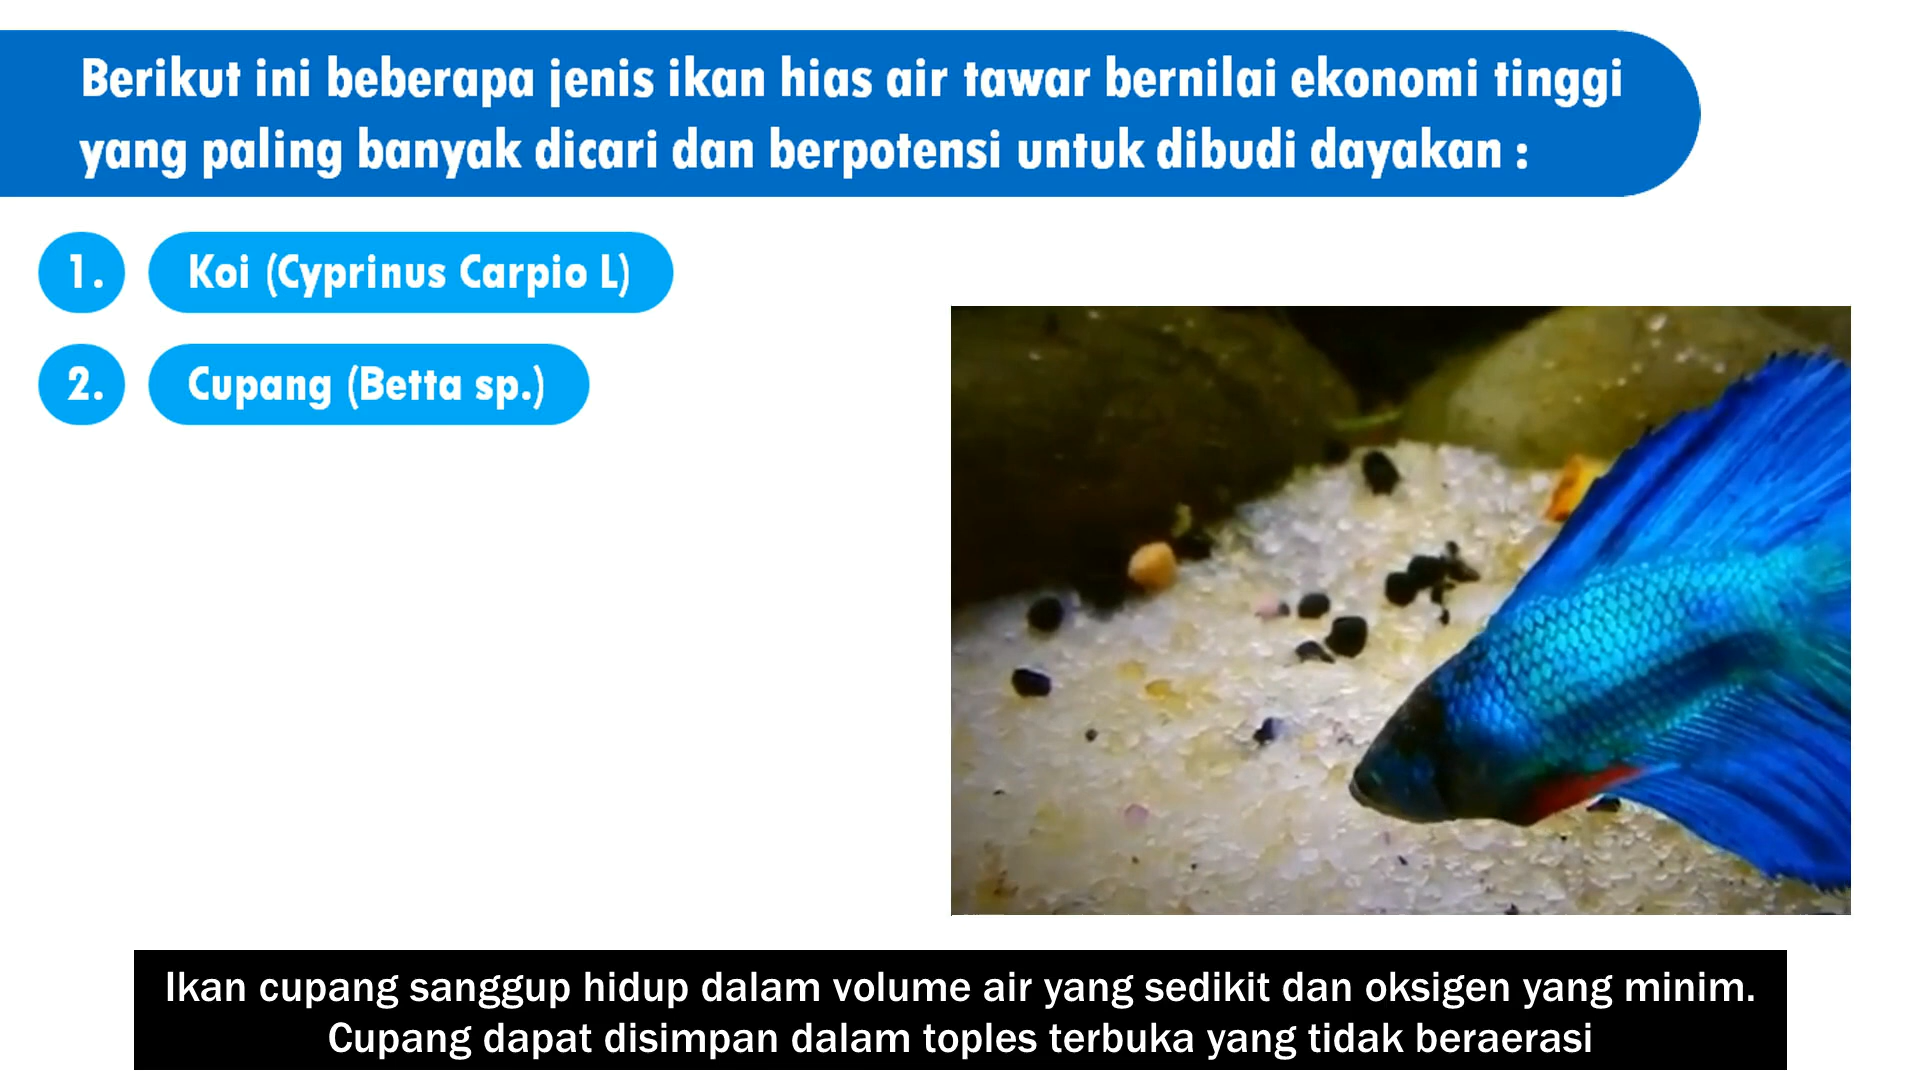 Berikut ini beberapa jenis ikan hias air tawar bernilai ekonomi tinggi
yang paling banyak dicari dan berpotensi untuk dibudi dayakan :
1. Koi (Cyprinus Carpio L)
2. Cupang (Betta sp.)
Ikan cupang sanggup hidup dalam volume air yang sedikit dan oksigen yang minim.
Cupang dapat disimpan dalam toples terbuka yang tidak beraerasi